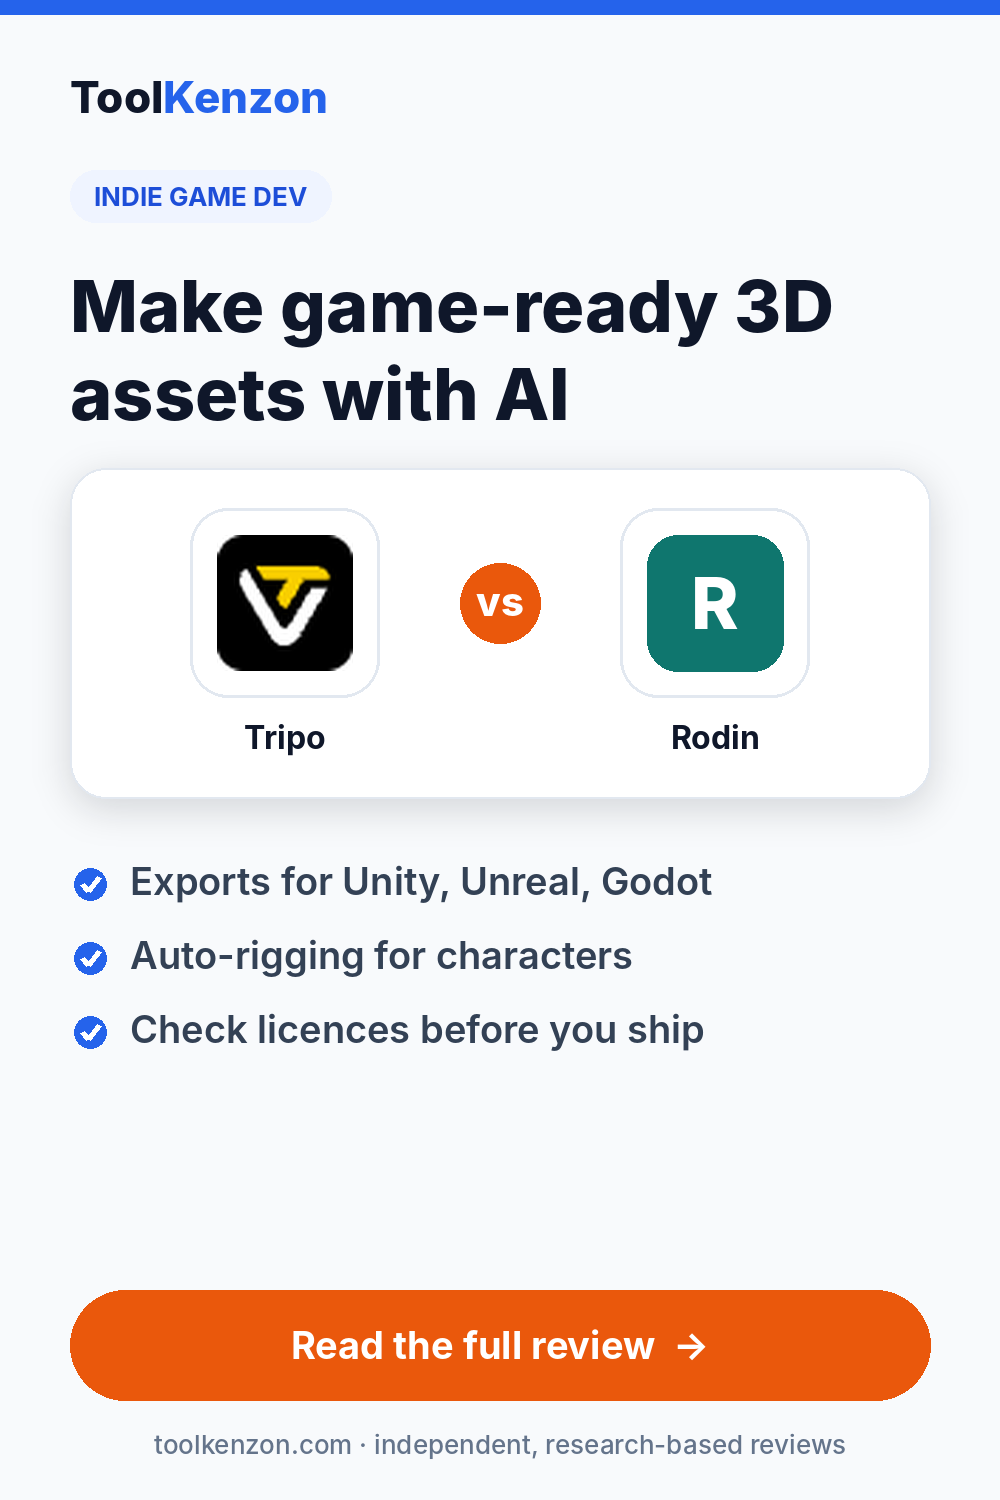 ToolKenzon
INDIE GAME DEV
Make game-ready 3D
assets with AI
T
vs
R
Tripo
Rodin
Exports for Unity, Unreal, Godot
Auto-rigging for characters
Check licences before you ship
Read the full review →
toolkenzon.com · independent, research-based reviews